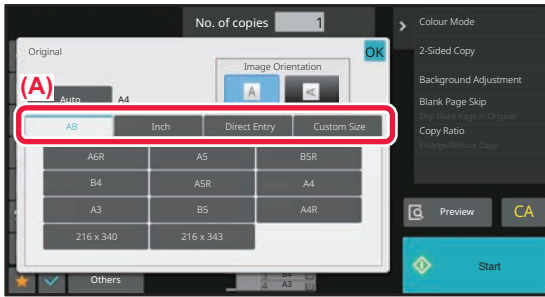 No. of copies 1
Original
OK
Image Orientation
A A
(A)
Auto A4
AB Inch Direct Entry Custom Size
A6R A5 B5R
B4 A5R A4
A3 B5 A4R
216 x 340 216 x 343
Others
B4
4 A3
Colour Mode
2-Sided Copy
Background Adjustment
Blank Page Skip
Skip Blank Page in Original
Copy Ratio
Enlarge/Reduce Copy
Preview CA
Start